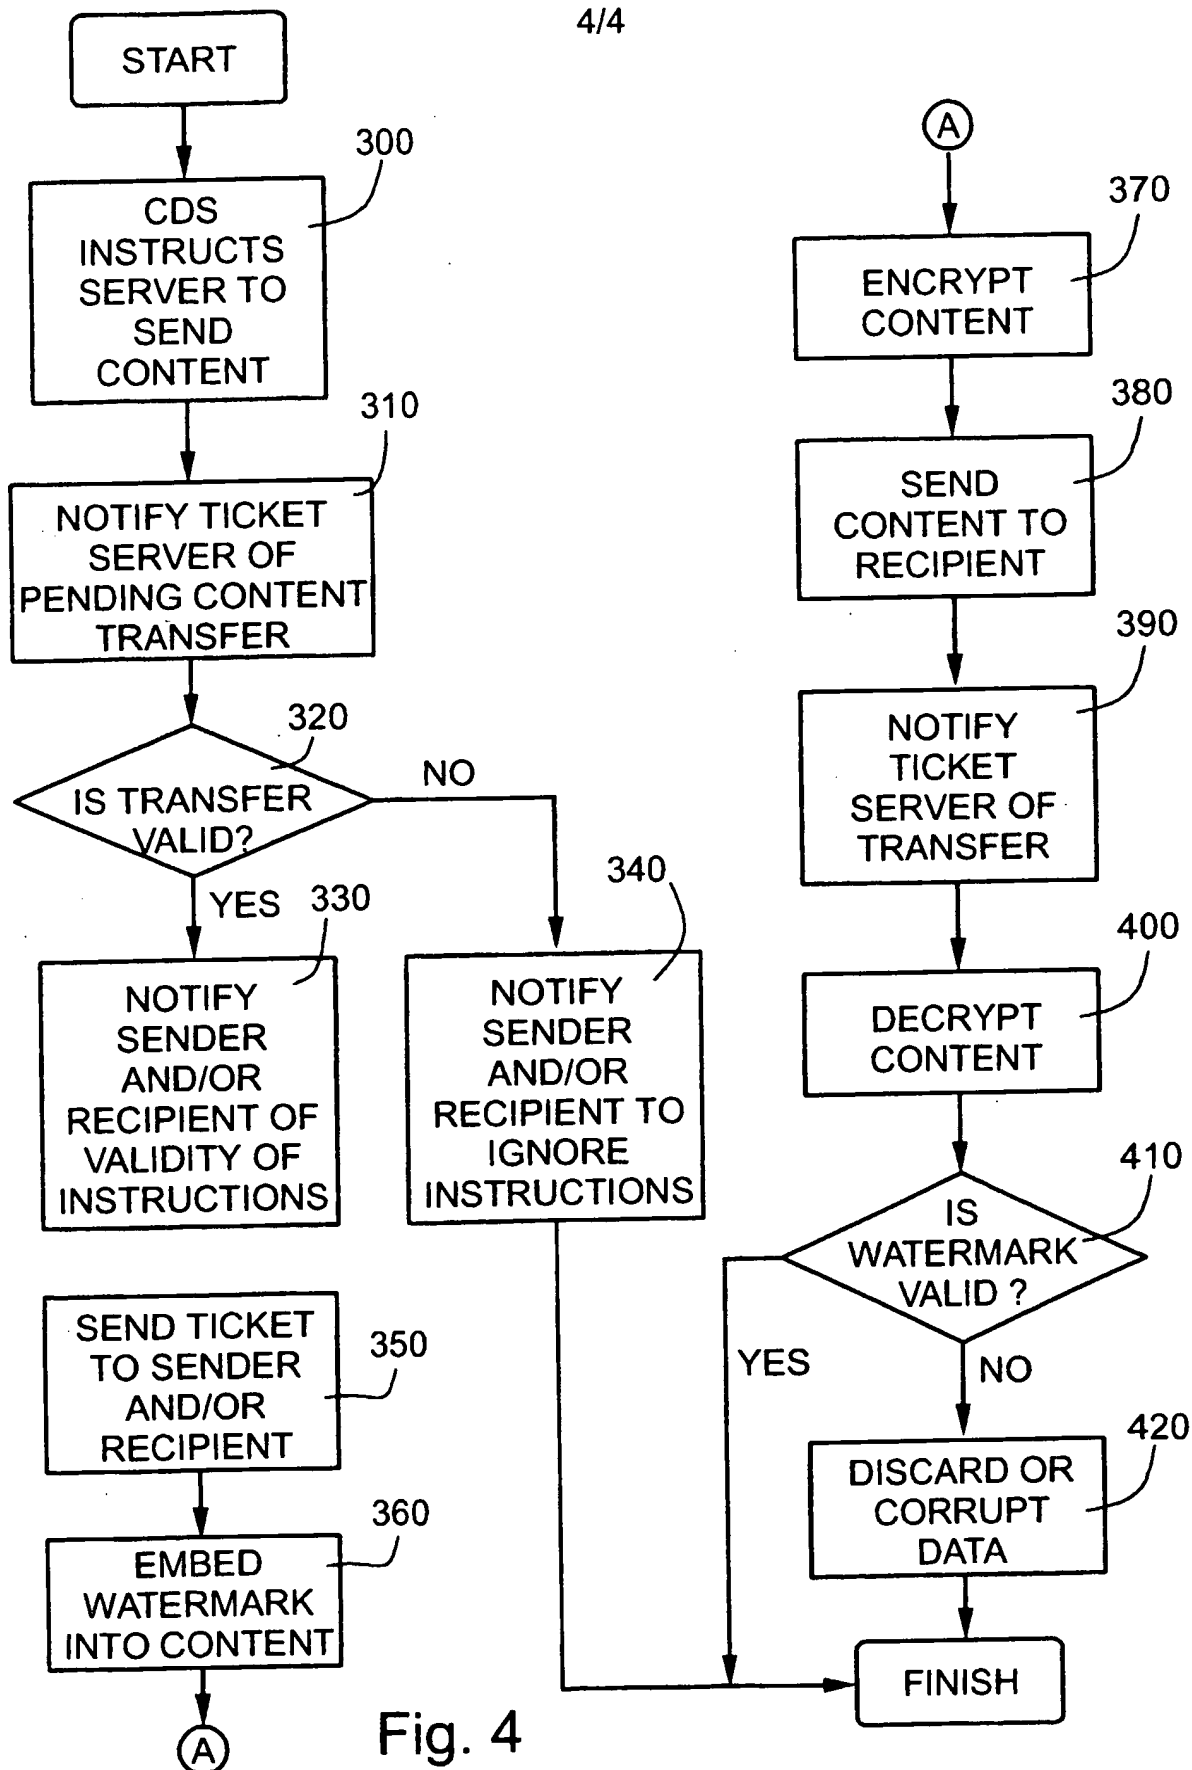 4/4
START
300
CDS
INSTRUCTS
SERVER TO
SEND
CONTENT
310
NOTIFY TICKET
SERVER OF
PENDING CONTENT
TRANSFER
320
IS TRANSFER
VALID?
NO
YES
330
NOTIFY
SENDER
AND/OR
RECIPIENT OF
VALIDITY OF
INSTRUCTIONS
340
NOTIFY
SENDER
AND/OR
RECIPIENT TO
IGNORE
INSTRUCTIONS
SEND TICKET
TO SENDER
AND/OR
RECIPIENT
350
360
EMBED
WATERMARK
INTO CONTENT
A
A
370
ENCRYPT
CONTENT
380
SEND
CONTENT TO
RECIPIENT
390
NOTIFY
TICKET
SERVER OF
TRANSFER
400
DECRYPT
CONTENT
410
IS
WATERMARK
VALID ?
YES
NO
420
DISCARD OR
CORRUPT
DATA
FINISH
Fig. 4